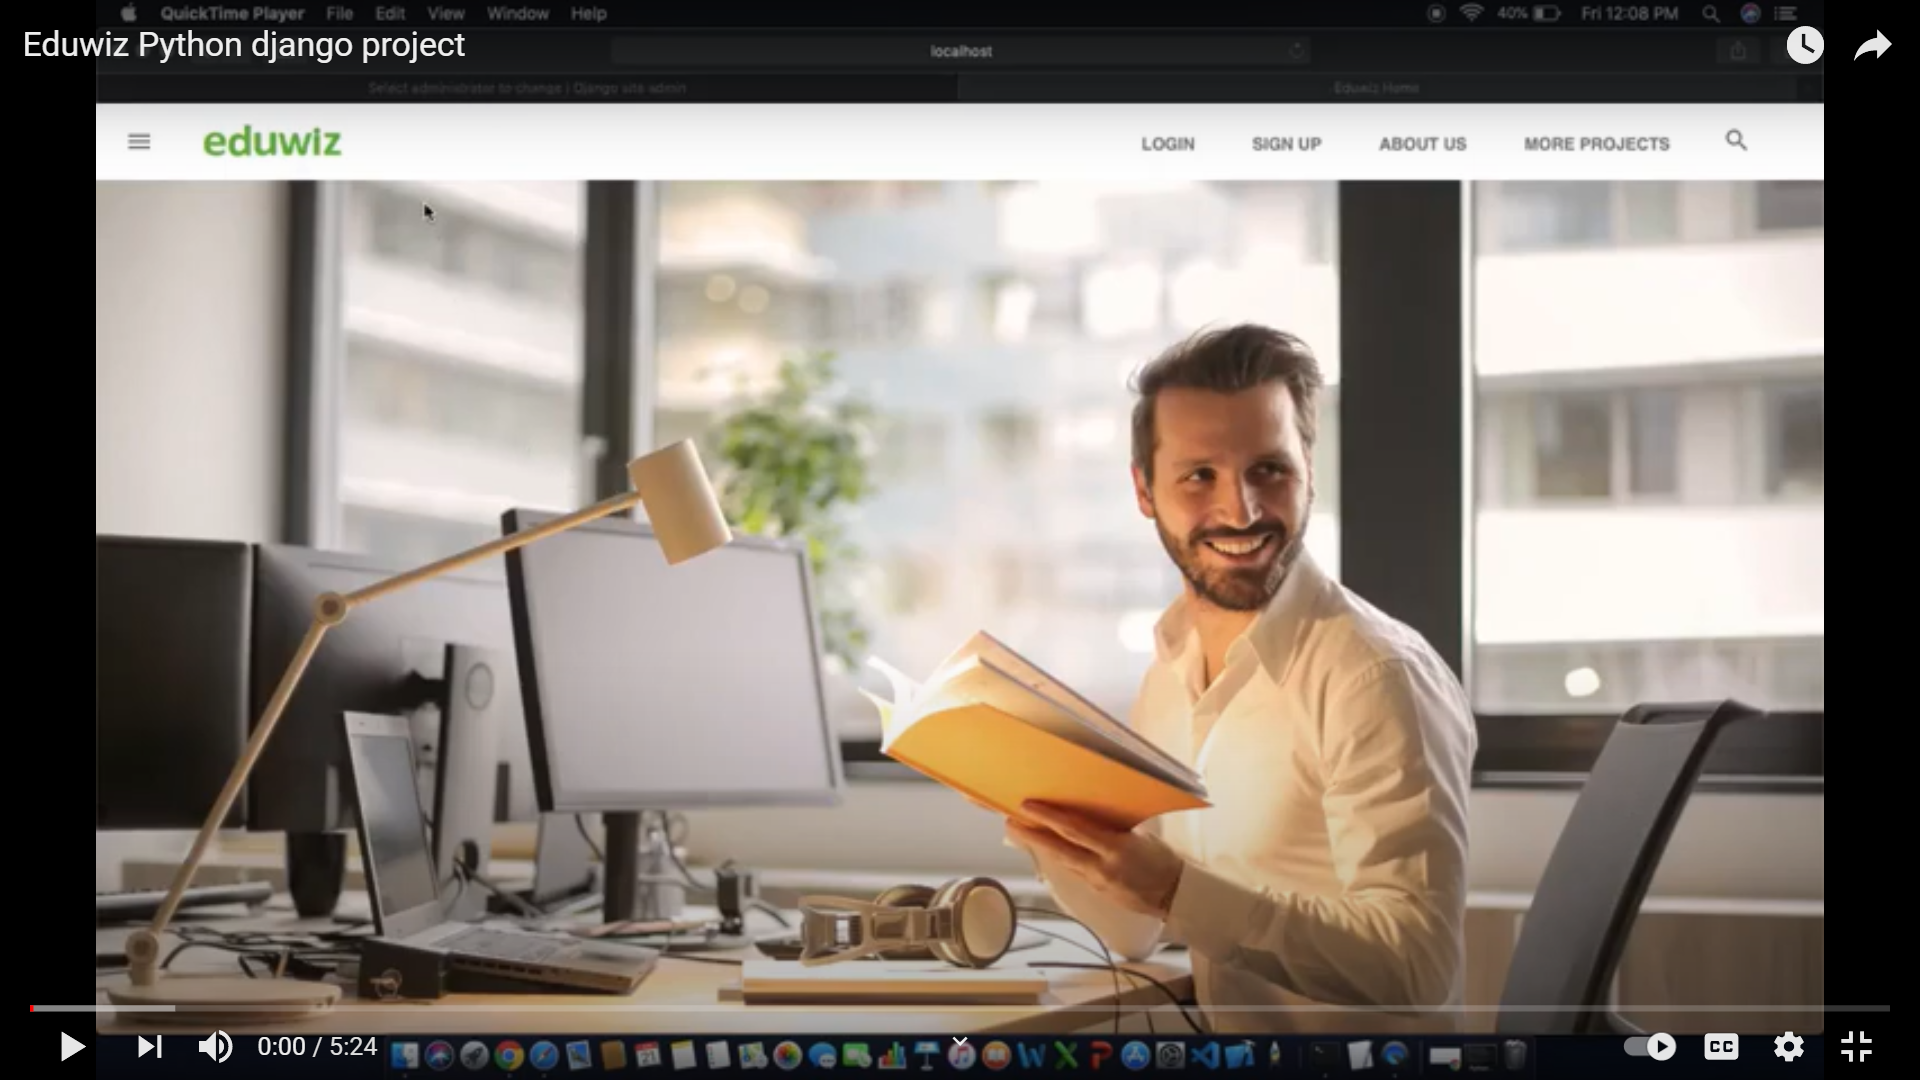 QuickTime Player File Edit View Window Help 40% Fri 12:08 PM
Eduwiz Python django project
localhost
Select administrator to change | Django site admin Eduwiz Home
eduwiz LOGIN SIGN UP ABOUT US MORE PROJECTS
0:00 / 5:24 CC